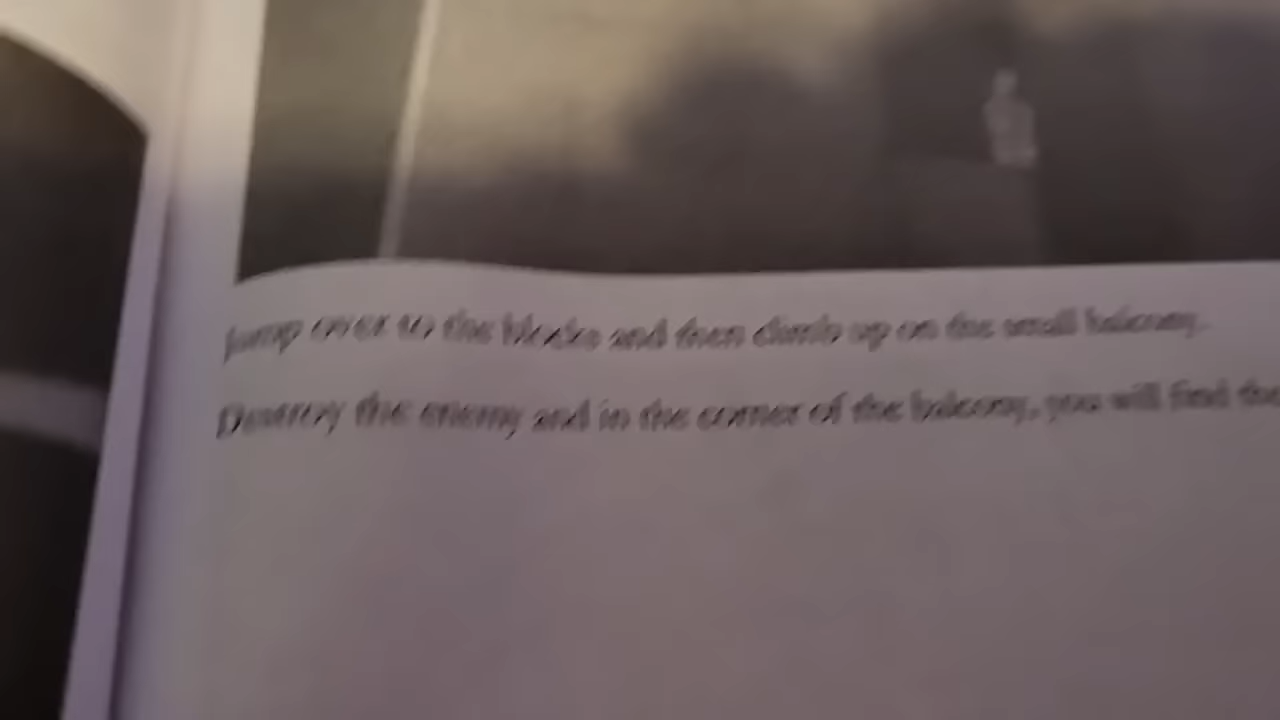 Jump over to the blocks and then climb up on the small balcony.
Destroy the enemy and in the corner of the balcony, you will find the